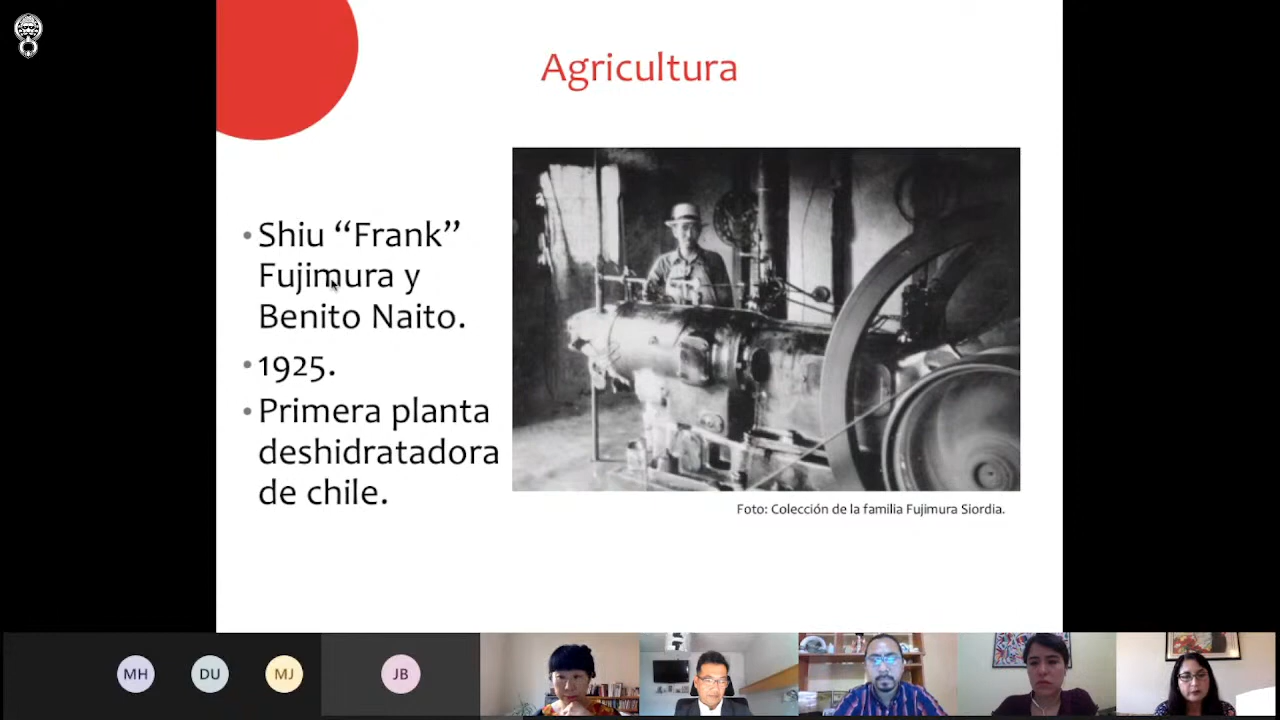 Agricultura
• Shiu “Frank”
Fujimura y
Benito Naito.
• 1925.
• Primera planta
deshidratadora
de chile.
Foto: Colección de la familia Fujimura Siordia.
MH
DU
MJ
JB